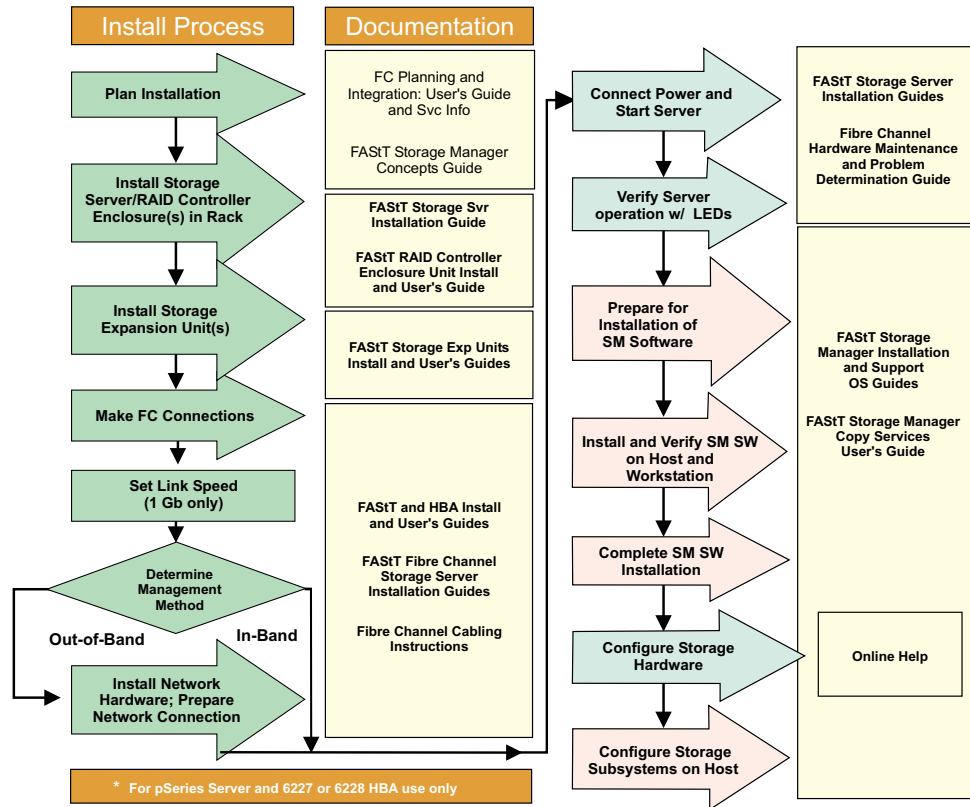 Install Process
Documentation
Plan Installation
Install Storage
Server/RAID Controller
Enclosure(s) in Rack
Install Storage
Expansion Unit(s)
Make FC Connections
Set Link Speed
(1 Gb only)
Determine
Management
Method
Out-of-Band
In-Band
Install Network
Hardware; Prepare
Network Connection
FC Planning and
Integration: User's Guide
and Svc Info
FAStT Storage Manager
Concepts Guide
FAStT Storage Svr
Installation Guide
FAStT RAID Controller
Enclosure Unit Install
and User's Guide
FAStT Storage Exp Units
Install and User's Guides
FAStT and HBA Install
and User's Guides
FAStT Fibre Channel
Storage Server
Installation Guides
Fibre Channel Cabling
Instructions
* For pSeries Server and 6227 or 6228 HBA use only
Connect Power and
Start Server
Verify Server
operation w/ LEDs
Prepare for
Installation of
SM Software
Install and Verify SM SW
on Host and
Workstation
Complete SM SW
Installation
Configure Storage
Hardware
Configure Storage
Subsystems on Host
FAStT Storage Server
Installation Guides
Fibre Channel
Hardware Maintenance
and Problem
Determination Guide
FAStT Storage
Manager Installation
and Support
OS Guides
FAStT Storage Manager
Copy Services
User's Guide
Online Help